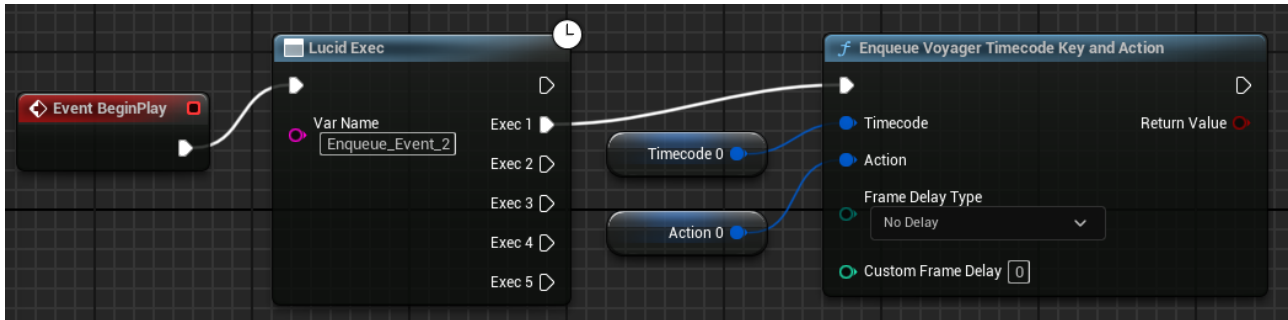 Event BeginPlay
Lucid Exec
Var Name
Enqueue_Event_2
Exec 1
Exec 2
Exec 3
Exec 4
Exec 5
Timecode 0
Action 0
Enqueue Voyager Timecode Key and Action
Timecode
Return Value
Action
Frame Delay Type
No Delay
Custom Frame Delay 0